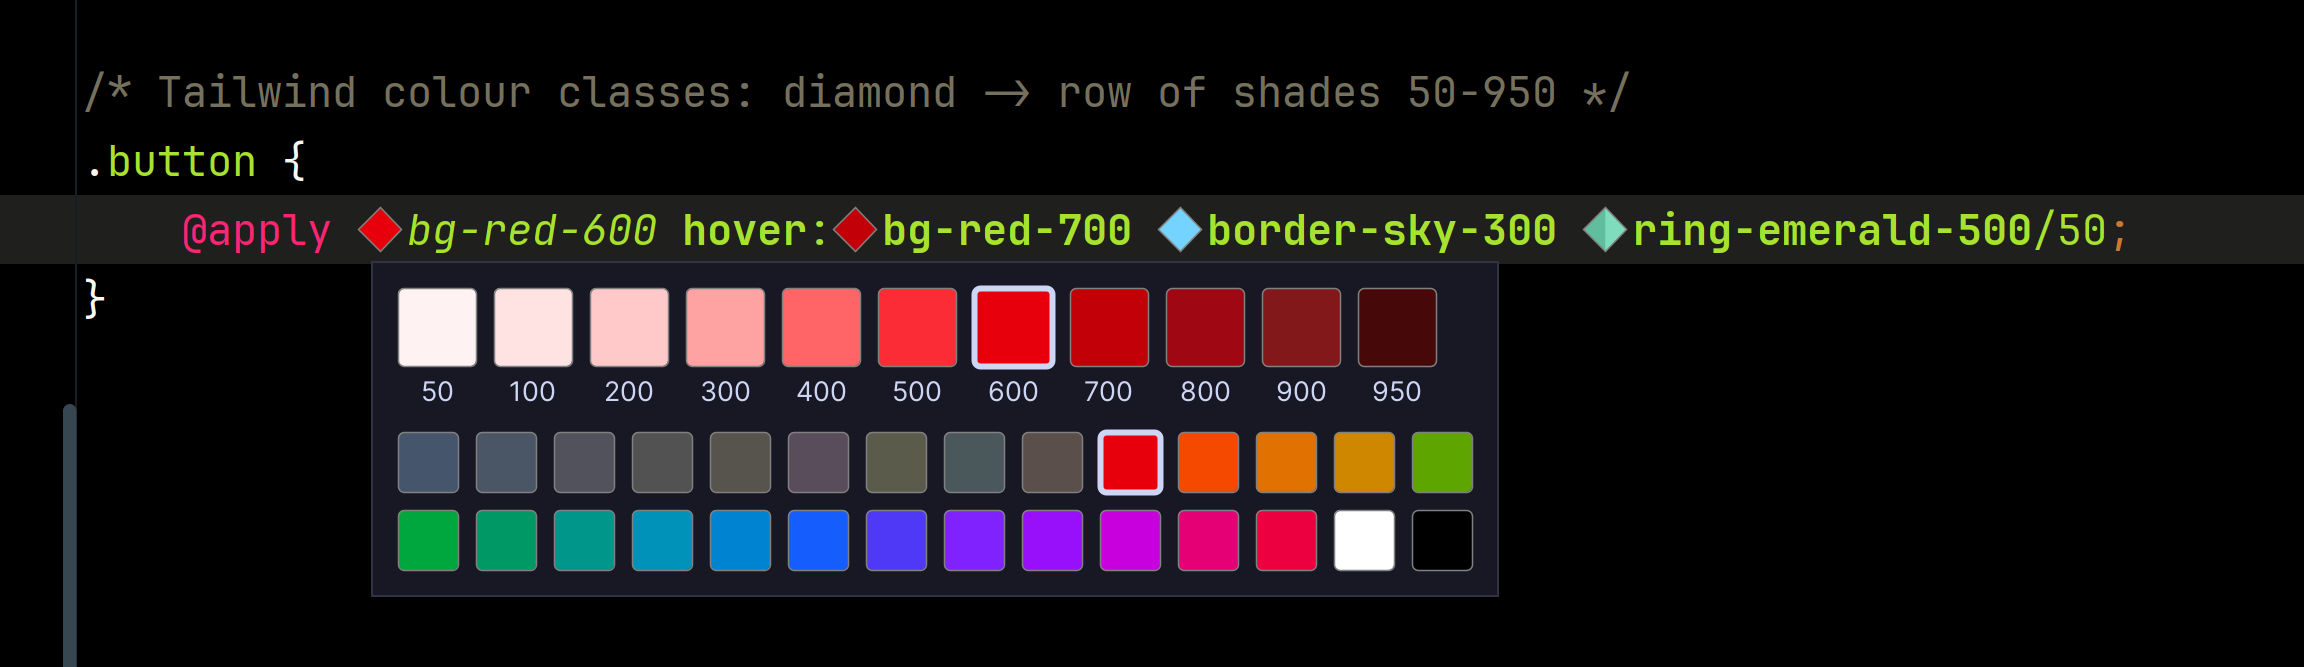 /* Tailwind colour classes: diamond -> row of shades 50-950 */
.button {
@apply bg-red-600 hover:bg-red-700 border-sky-300 ring-emerald-500/50;
}
50 100 200 300 400 500 600 700 800 900 950